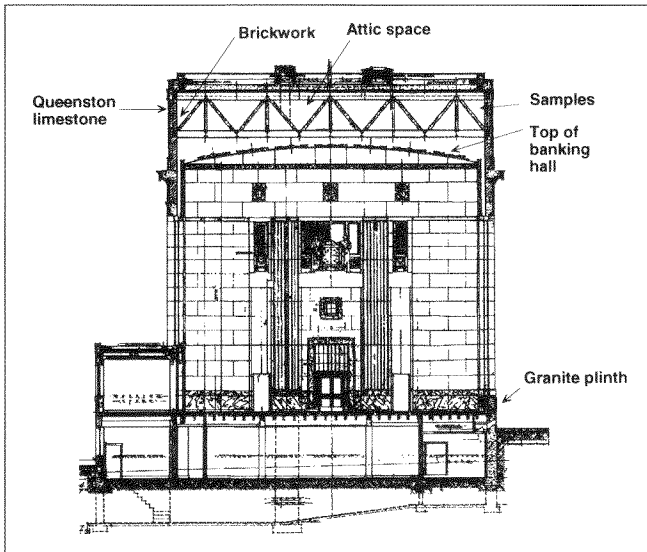 Brickwork
Attic space
Queenston
limestone
Samples
Top of
banking
hall
Granite plinth